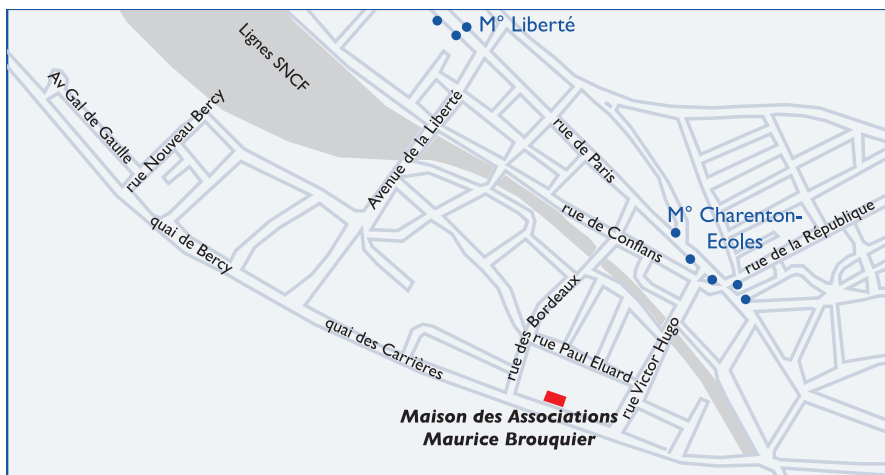 M° Liberté
Lignes SNCF
Av Gal de Gaulle
rue Nouveau Bercy
Avenue de la Liberté
rue de Paris
quai de Bercy
rue de Conflans
M° Charenton-
Ecoles
rue de la République
quai des Carrières
rue des Bordeaux
rue Paul Eluard
rue Victor Hugo
Maison des Associations
Maurice Brouquier